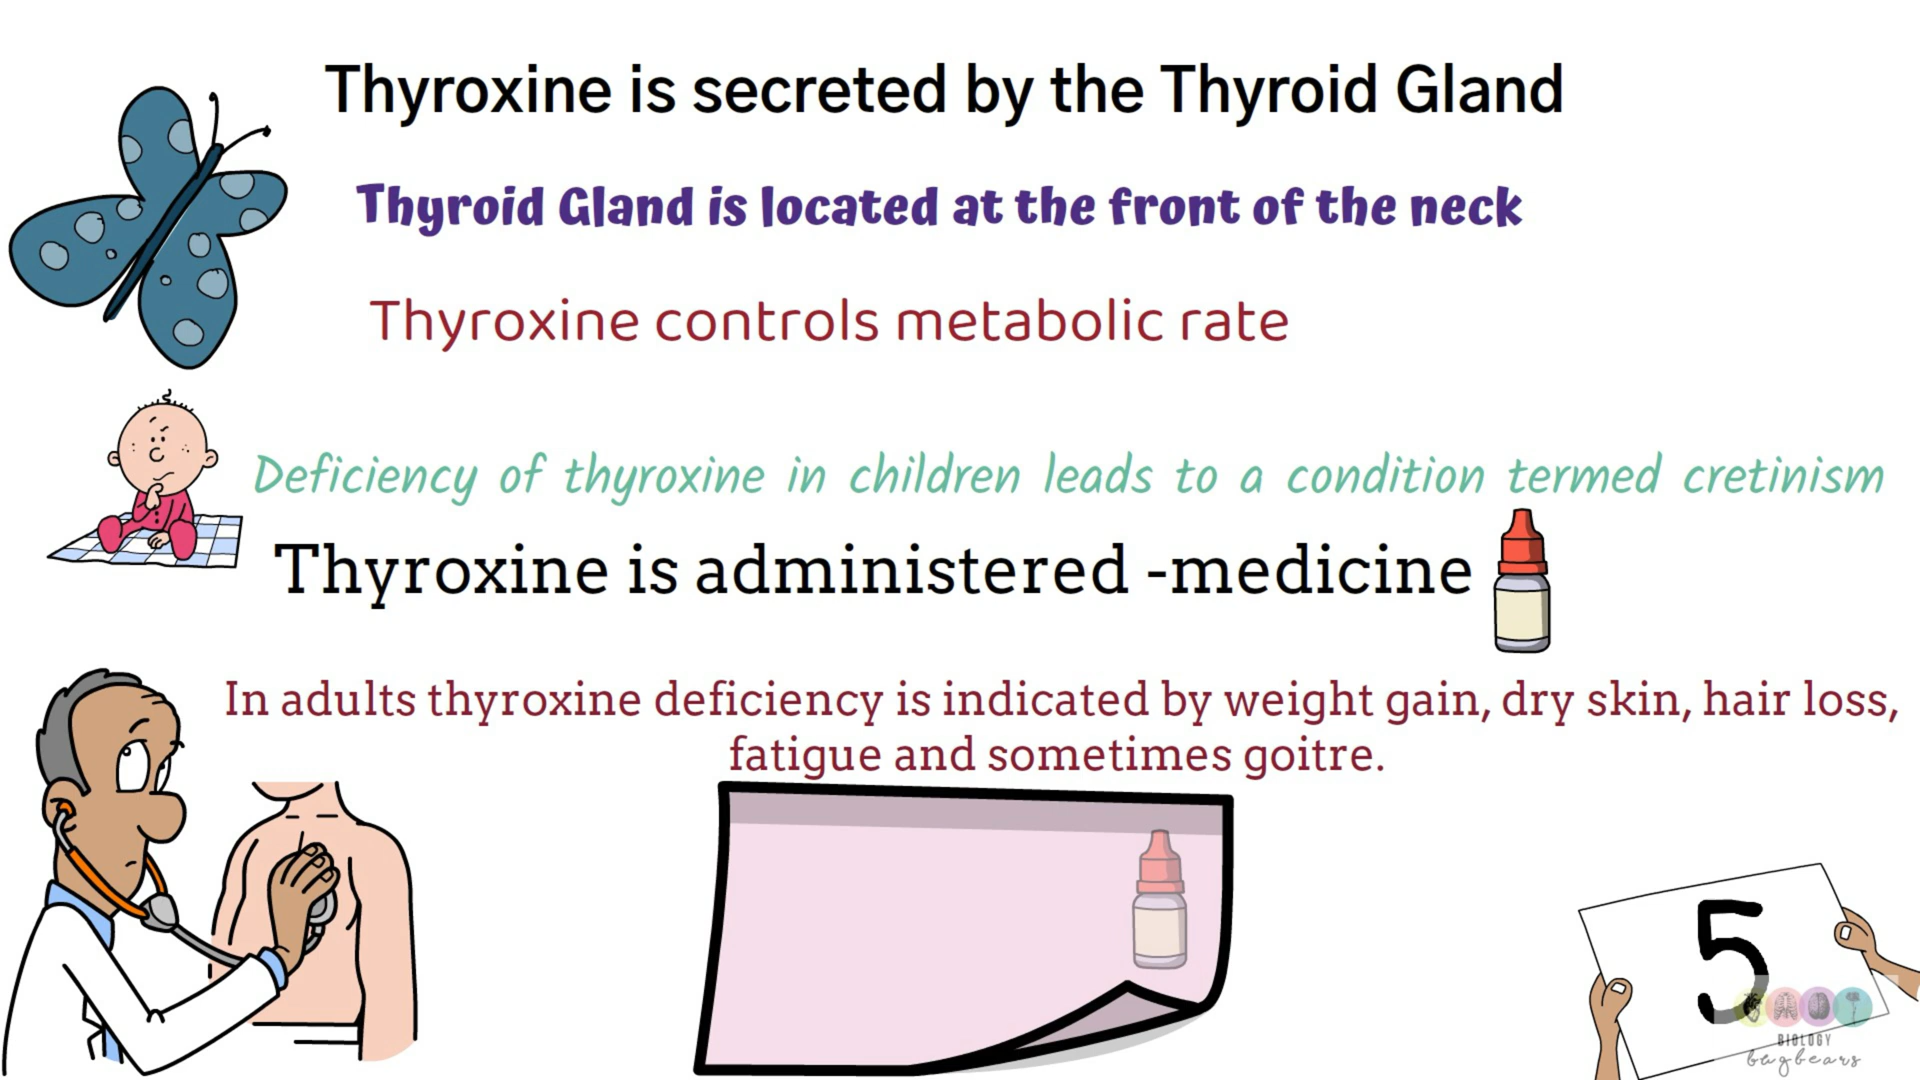 Thyroxine is secreted by the Thyroid Gland
Thyroid Gland is located at the front of the neck
Thyroxine controls metabolic rate
Deficiency of thyroxine in children leads to a condition termed cretinism
Thyroxine is administered -medicine
In adults thyroxine deficiency is indicated by weight gain, dry skin, hair loss,
fatigue and sometimes goitre.
5
BIOLOGY
bugbears